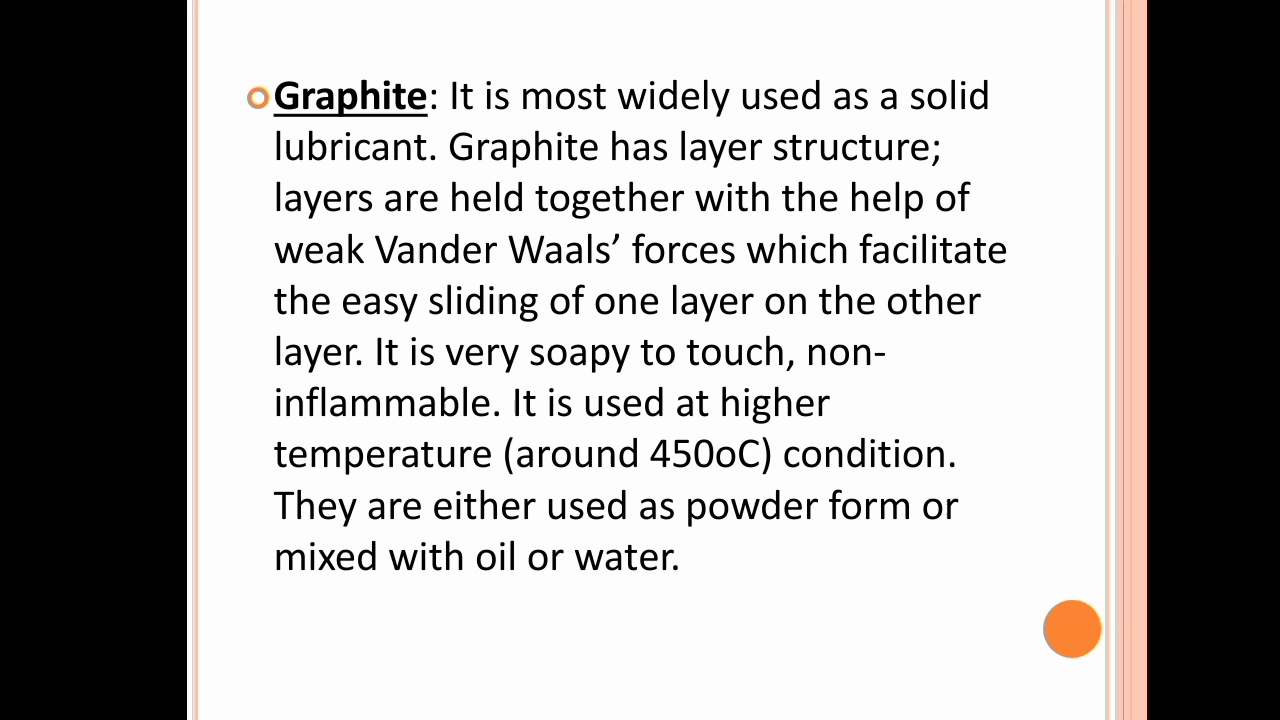 Graphite: It is most widely used as a solid
lubricant. Graphite has layer structure;
layers are held together with the help of
weak Vander Waals’ forces which facilitate
the easy sliding of one layer on the other
layer. It is very soapy to touch, non-
inflammable. It is used at higher
temperature (around 450oC) condition.
They are either used as powder form or
mixed with oil or water.